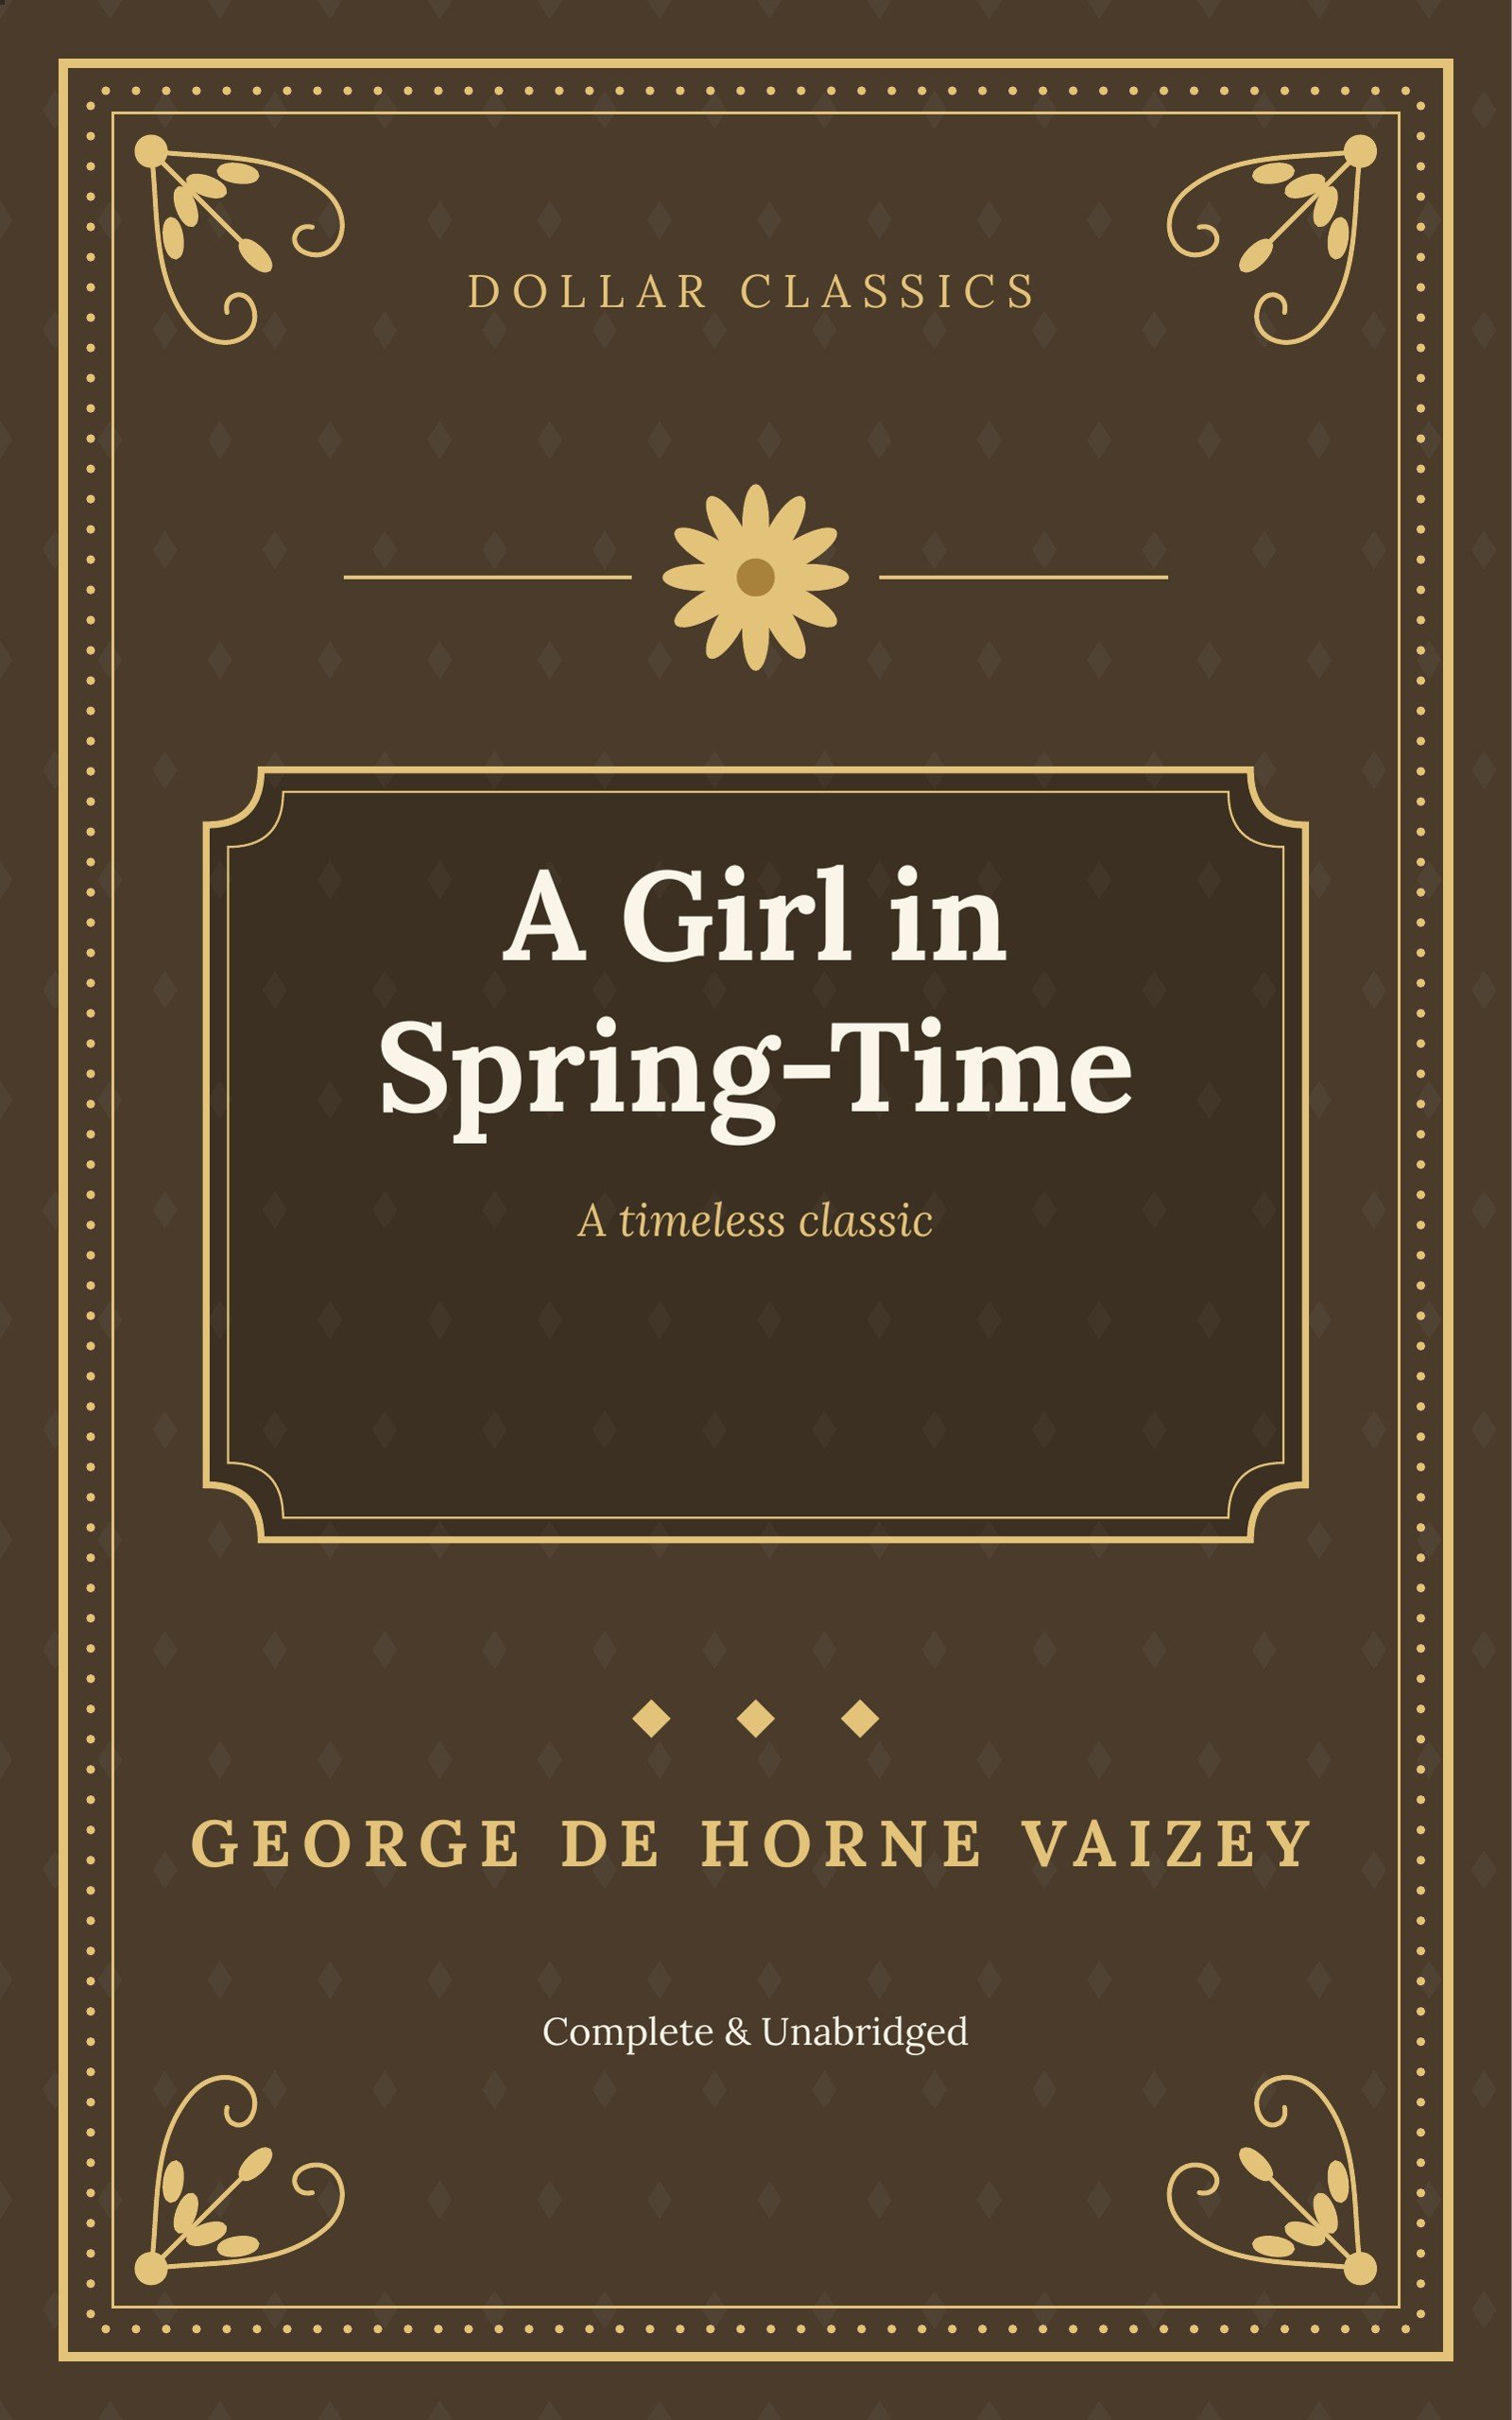 DOLLAR CLASSICS
A Girl in
Spring-Time
A timeless classic
GEORGE DE HORNE VAIZEY
Complete & Unabridged